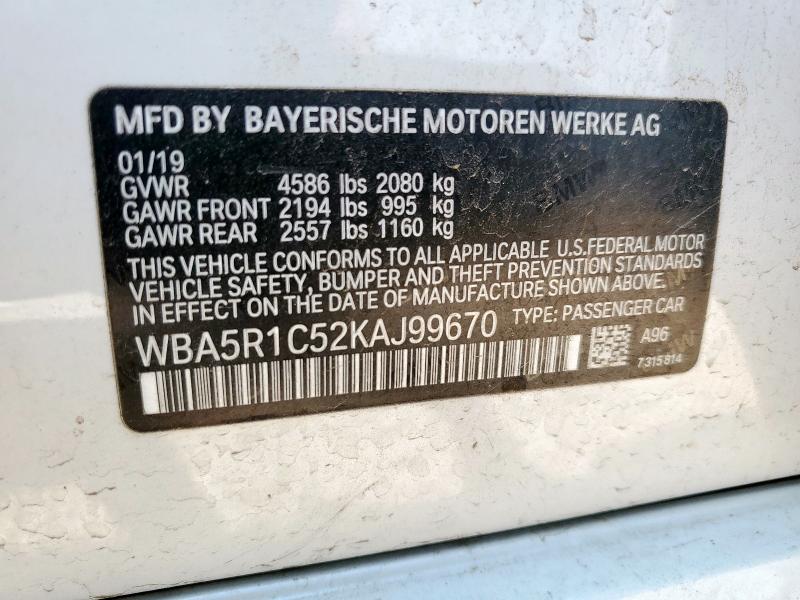 MFD BY BAYERISCHE MOTOREN WERKE AG
01/19
GVWR 4586 lbs 2080 kg
GAWR FRONT 2194 lbs 995 kg
GAWR REAR 2557 lbs 1160 kg
THIS VEHICLE CONFORMS TO ALL APPLICABLE U.S.FEDERAL MOTOR
VEHICLE SAFETY, BUMPER AND THEFT PREVENTION STANDARDS
IN EFFECT ON THE DATE OF MANUFACTURE SHOWN ABOVE.
WBA5R1C52KAJ99670 TYPE: PASSENGER CAR
A96
7315814